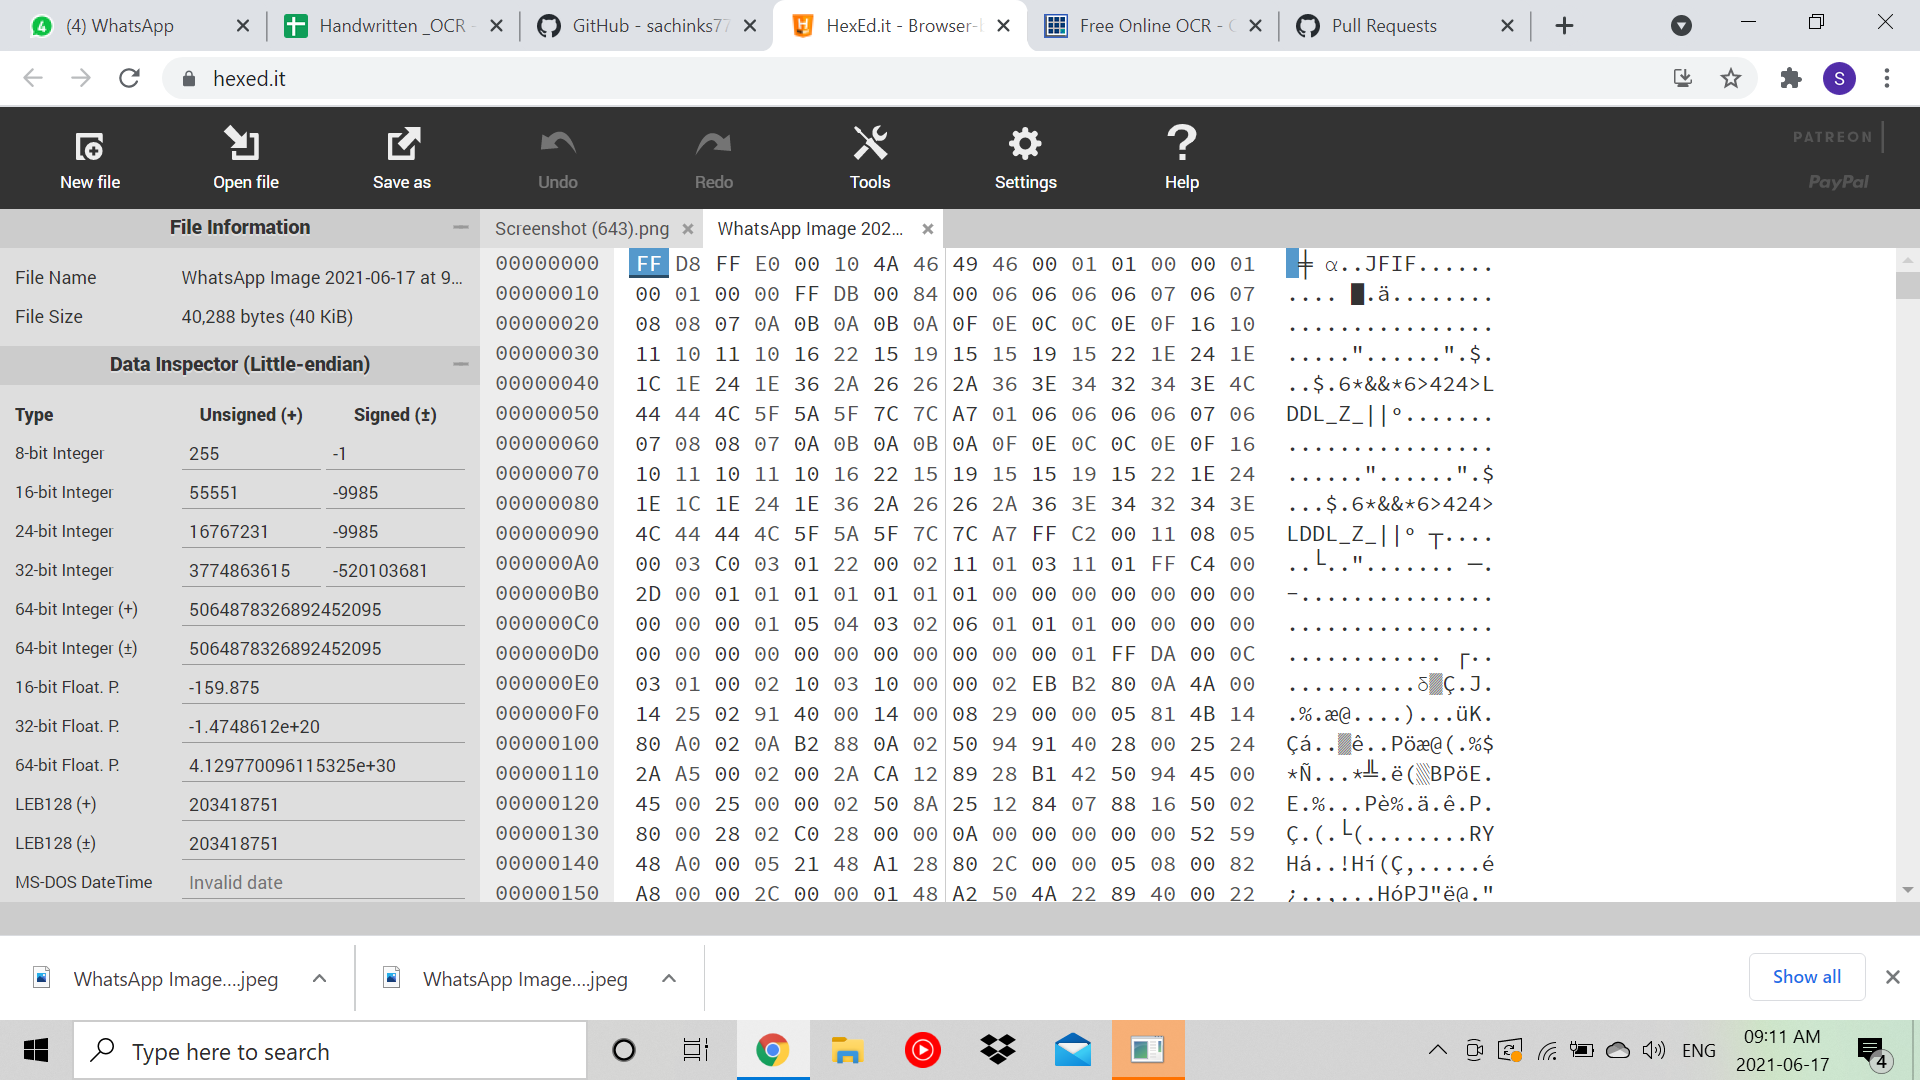 (4) WhatsApp
Handwritten _OCR -
GitHub - sachinks77
HexEd.it - Browser-b
Free Online OCR - C
Pull Requests
hexed.it
New file
Open file
Save as
Undo
Redo
Tools
Settings
Help
PATREON
PayPal
File Information
File Name WhatsApp Image 2021-06-17 at 9...
File Size 40,288 bytes (40 KiB)
Data Inspector (Little-endian)
Type Unsigned (+) Signed (±)
8-bit Integer 255 -1
16-bit Integer 55551 -9985
24-bit Integer 16767231 -9985
32-bit Integer 3774863615 -520103681
64-bit Integer (+) 5064878326892452095
64-bit Integer (±) 5064878326892452095
16-bit Float. P. -159.875
32-bit Float. P. -1.4748612e+20
64-bit Float. P. 4.129770096115325e+30
LEB128 (+) 203418751
LEB128 (±) 203418751
MS-DOS DateTime Invalid date
Screenshot (643).png
WhatsApp Image 202...
00000000 FF D8 FF E0 00 10 4A 46 49 46 00 01 01 00 00 01 ╪ α..JFIF......
00000010 00 01 00 00 FF DB 00 84 00 06 06 06 06 07 06 07 .... █.ä........
00000020 08 08 07 0A 0B 0A 0B 0A 0F 0E 0C 0C 0E 0F 16 10 ................
00000030 11 10 11 10 16 22 15 19 15 15 19 15 22 1E 24 1E ....."......".$.
00000040 1C 1E 24 1E 36 2A 26 26 2A 36 3E 34 32 34 3E 4C ..$.6*&&*6>424>L
00000050 44 44 4C 5F 5A 5F 7C 7C A7 01 06 06 06 06 07 06 DDL_Z_||º.......
00000060 07 08 08 07 0A 0B 0A 0B 0A 0F 0E 0C 0C 0E 0F 16 ................
00000070 10 11 10 11 10 16 22 15 19 15 15 19 15 22 1E 24 ......"......".$
00000080 1E 1C 1E 24 1E 36 2A 26 26 2A 36 3E 34 32 34 3E ...$.6*&&*6>424>
00000090 4C 44 44 4C 5F 5A 5F 7C 7C A7 FF C2 00 11 08 05 LDDL_Z_||º ┬....
000000A0 00 03 C0 03 01 22 00 02 11 01 03 11 01 FF C4 00 ..└..".......  ─.
000000B0 2D 00 01 01 01 01 01 01 01 00 00 00 00 00 00 00 -...............
000000C0 00 00 00 01 05 04 03 02 06 01 01 01 00 00 00 00 ................
000000D0 00 00 00 00 00 00 00 00 00 00 00 01 FF DA 00 0C ............ ┌..
000000E0 03 01 00 02 10 03 10 00 00 02 EB B2 80 0A 4A 00 ..........δ▓Ç.J.
000000F0 14 25 02 91 40 00 14 00 08 29 00 00 05 81 4B 14 .%.æ@....)...üK.
00000100 80 A0 02 0A B2 88 0A 02 50 94 91 40 28 00 25 24 Çá..▓ê..Pöæ@(.%$
00000110 2A A5 00 02 00 2A CA 12 89 28 B1 42 50 94 45 00 *Ñ...*╩.ë(▒BPöE.
00000120 45 00 25 00 00 02 50 8A 25 12 84 07 88 16 50 02 E.%...Pè%.ä.ê.P.
00000130 80 00 28 02 C0 28 00 00 0A 00 00 00 00 00 52 59 Ç.(.└(........RY
00000140 48 A0 00 05 21 48 A1 28 80 2C 00 00 05 08 00 82 Há..!Hí(Ç,.....é
00000150 A8 00 00 2C 00 00 01 48 A2 50 4A 22 89 40 00 22 ¿..,...HóPJ"ë@."
WhatsApp Image....jpeg
WhatsApp Image....jpeg
Show all
Type here to search
ENG
09:11 AM
2021-06-17
4
S